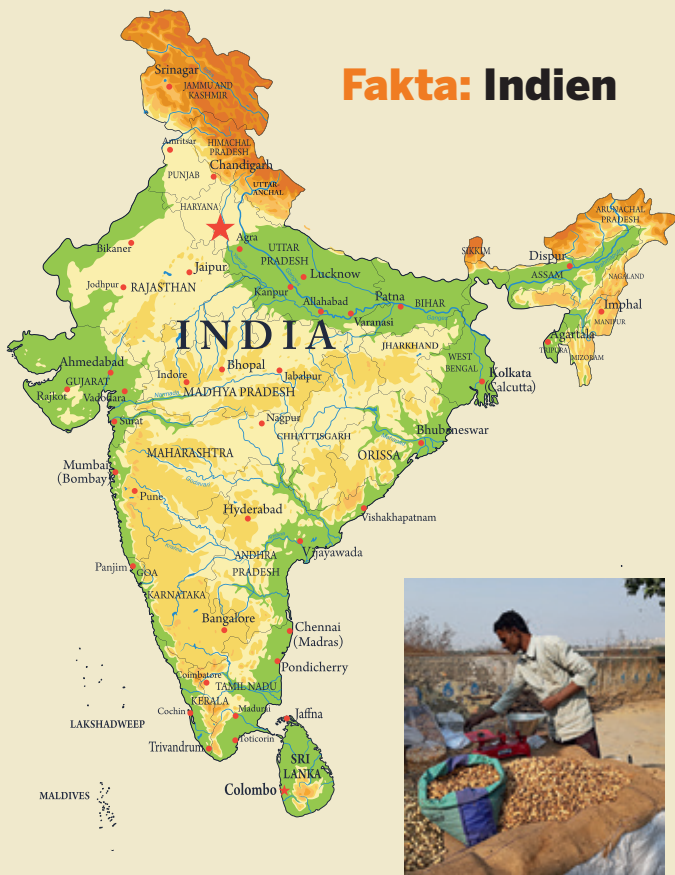 Fakta: Indien
Srinagar
JAMMU AND
KASHMIR
Amritsar
HIMACHAL
PRADESH
Chandigarh
PUNJAB
UTTAR
ANCHAL
HARYANA
ARUNACHAL
PRADESH
Bikaner
Agra
UTTAR
PRADESH
SIKKIM
Dispur
ASSAM
NAGALAND
Jaipur
Lucknow
Jodhpur
RAJASTHAN
Kanpur
Allahabad
Patna
BIHAR
Varanasi
Imphal
MANIPUR
INDIA
Agartala
TRIPURA
MIZORAM
JHARKHAND
WEST
BENGAL
Ahmedabad
GUJARAT
Rajkot
Vadodara
Indore
Bhopal
Jabalpur
MADHYA PRADESH
Narmada
Kolkata
(Calcutta)
Surat
Nagpur
CHHATTISGARH
Bhubeneswar
MAHARASHTRA
ORISSA
Mumbai
(Bombay)
Godavari
Pune
Hyderabad
Vishakhapatnam
Vijayawada
ANDHRA
PRADESH
Krishna
Panjim
GOA
KARNATAKA
Bangalore
Chennai
(Madras)
Pondicherry
Coimbatore
TAMIL NADU
KERALA
Cochin
Madurai
Jaffna
LAKSHADWEEP
Trivandrum
Toticorin
SRI
LANKA
Colombo
MALDIVES